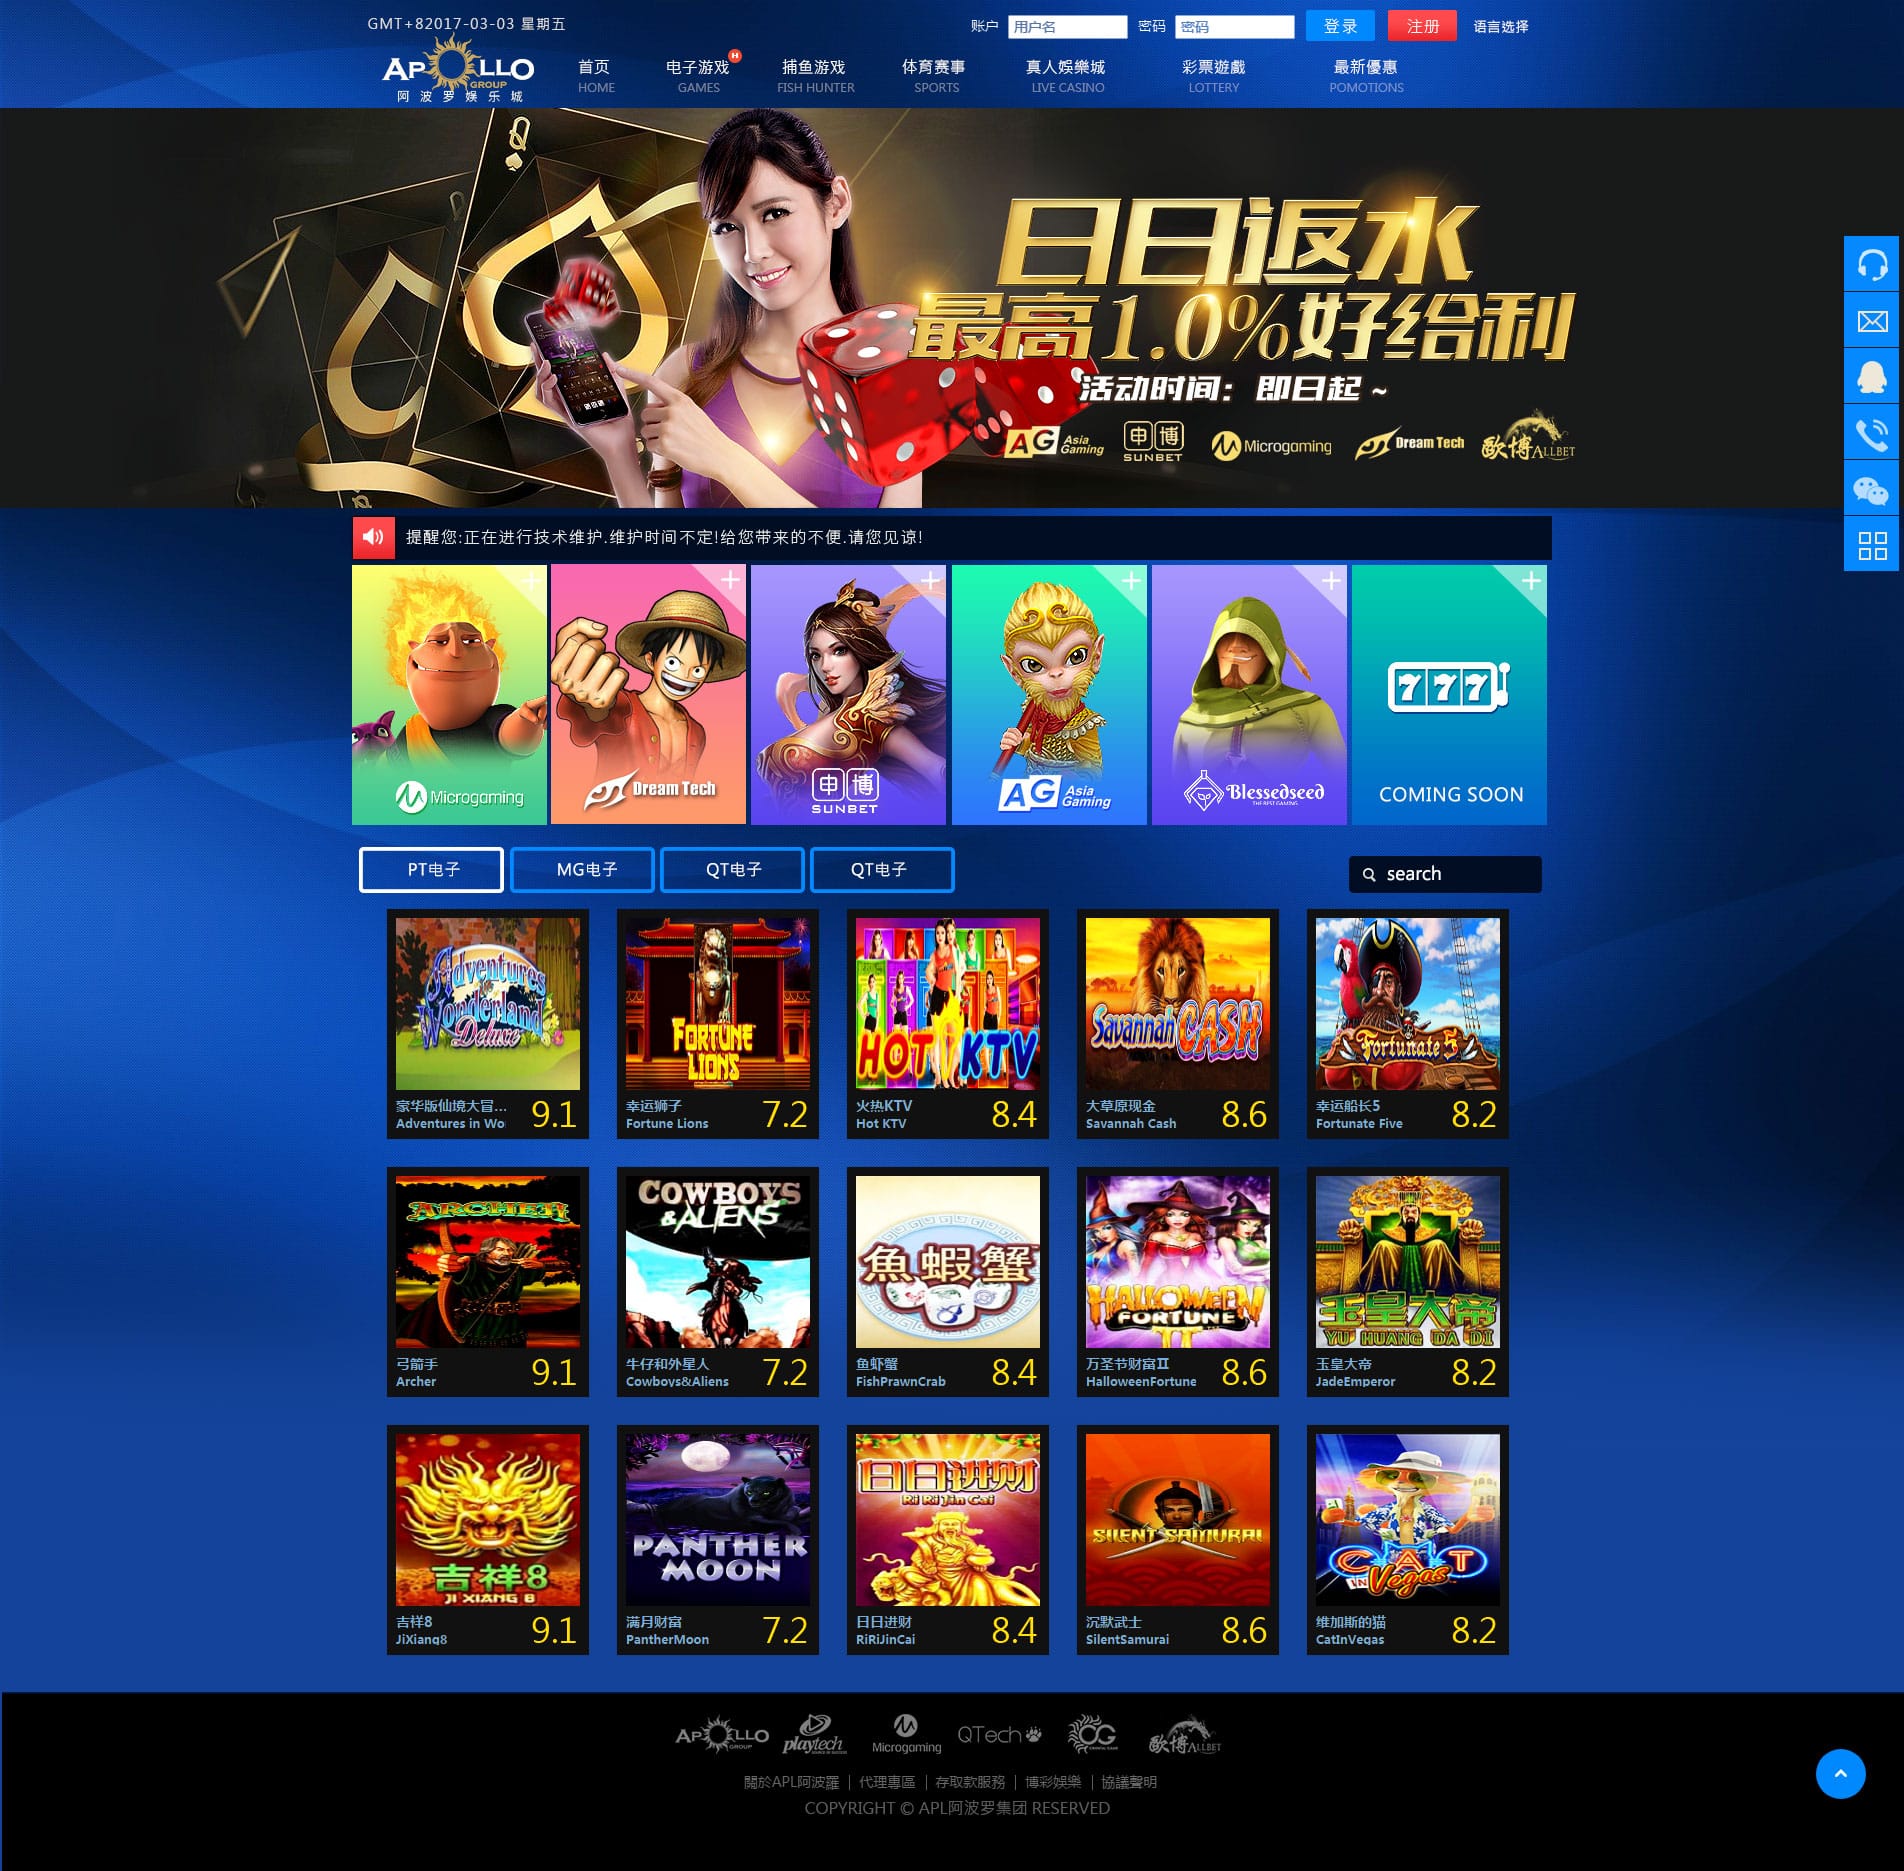 GMT+82017-03-03 星期五
账户 用户名 密码 密码 登录 注册 语言选择
APOLLO
GROUP
阿波罗娱乐城
首页 电子游戏 H 捕鱼游戏 体育赛事 真人娛樂城 彩票遊戲 最新優惠
HOME GAMES FISH HUNTER SPORTS LIVE CASINO LOTTERY POMOTIONS
日日返水
最高1.0%好给利
活动时间：即日起 ~
AG Asia Gaming 申博 SUNBET Microgaming Dream Tech 歐博 ALLBET
提醒您:正在进行技术维护.维护时间不定!给您带来的不便.请您见谅!
777
Microgaming Dream Tech 申博 SUNBET AG Asia Gaming Blessedseed THE BEST GAMING COMING SOON
PT电子 MG电子 QT电子 QT电子 search
Adventures in Wonderland Deluxe FORTUNE LIONS HOT KTV Savannah CASH Fortunate 5
豪华版仙境大冒... 9.1 幸运狮子 7.2 火热KTV 8.4 大草原现金 8.6 幸运船长5 8.2
Adventures in Wo Fortune Lions Hot KTV Savannah Cash Fortunate Five
ARCHER COWBOYS & ALIENS 魚蝦蟹 HALLOWEEN FORTUNE II 玉皇大帝 YU HUANG DA DI
弓箭手 9.1 牛仔和外星人 7.2 鱼虾蟹 8.4 万圣节财富II 8.6 玉皇大帝 8.2
Archer Cowboys&Aliens FishPrawnCrab HalloweenFortune JadeEmperor
吉祥8 JI XIANG 8 PANTHER MOON 日日进财 Ri Ri Jin Cai SILENT SAMURAI CAT IN Vegas
吉祥8 9.1 满月财富 7.2 日日进财 8.4 沉默武士 8.6 维加斯的猫 8.2
JiXiang8 PantherMoon RiRiJinCai SilentSamurai CatInVegas
APOLLO GROUP playtech Microgaming QTech CG 歐博 ALLBET
關於APL阿波羅 | 代理專區 | 存取款服務 | 博彩娛樂 | 協議聲明
COPYRIGHT © APL阿波罗集团 RESERVED